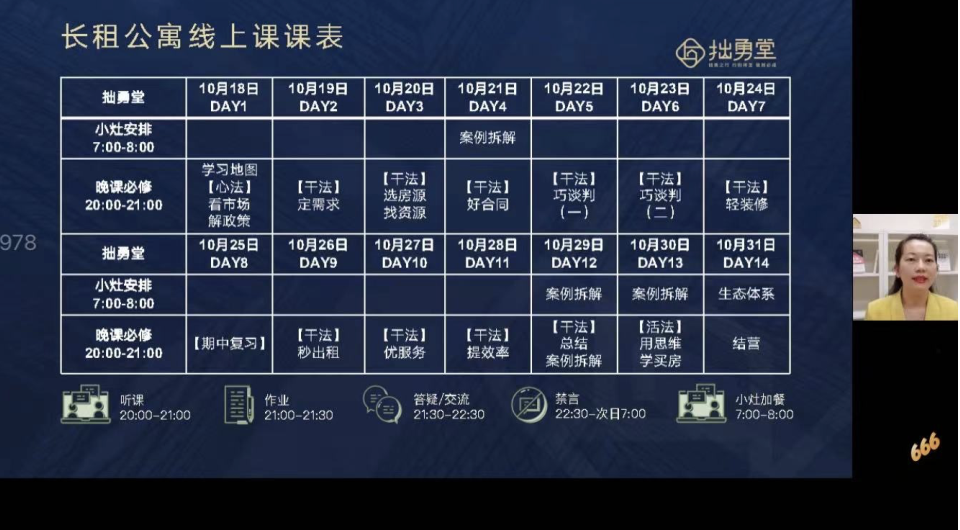 长租公寓线上课课表
拙勇堂
拙勇堂 10月18日 10月19日 10月20日 10月21日 10月22日 10月23日 10月24日
DAY1 DAY2 DAY3 DAY4 DAY5 DAY6 DAY7
小灶安排
7:00-8:00
案例拆解
晚课必修
20:00-21:00
学习地图
【心法】
看市场
解政策
【干法】
定需求
【干法】
选房源
找资源
【干法】
好合同
【干法】
巧谈判
(一)
【干法】
巧谈判
(二)
【干法】
轻装修
978
拙勇堂 10月25日 10月26日 10月27日 10月28日 10月29日 10月30日 10月31日
DAY8 DAY9 DAY10 DAY11 DAY12 DAY13 DAY14
小灶安排
7:00-8:00
案例拆解 案例拆解 生态体系
晚课必修
20:00-21:00
【期中复习】
【干法】
秒出租
【干法】
优服务
【干法】
提效率
【干法】
总结
案例拆解
【活法】
用思维
学买房
结营
听课
20:00-21:00
作业
21:00-21:30
答疑/交流
21:30-22:30
禁言
22:30-次日7:00
小灶加餐
7:00-8:00
666